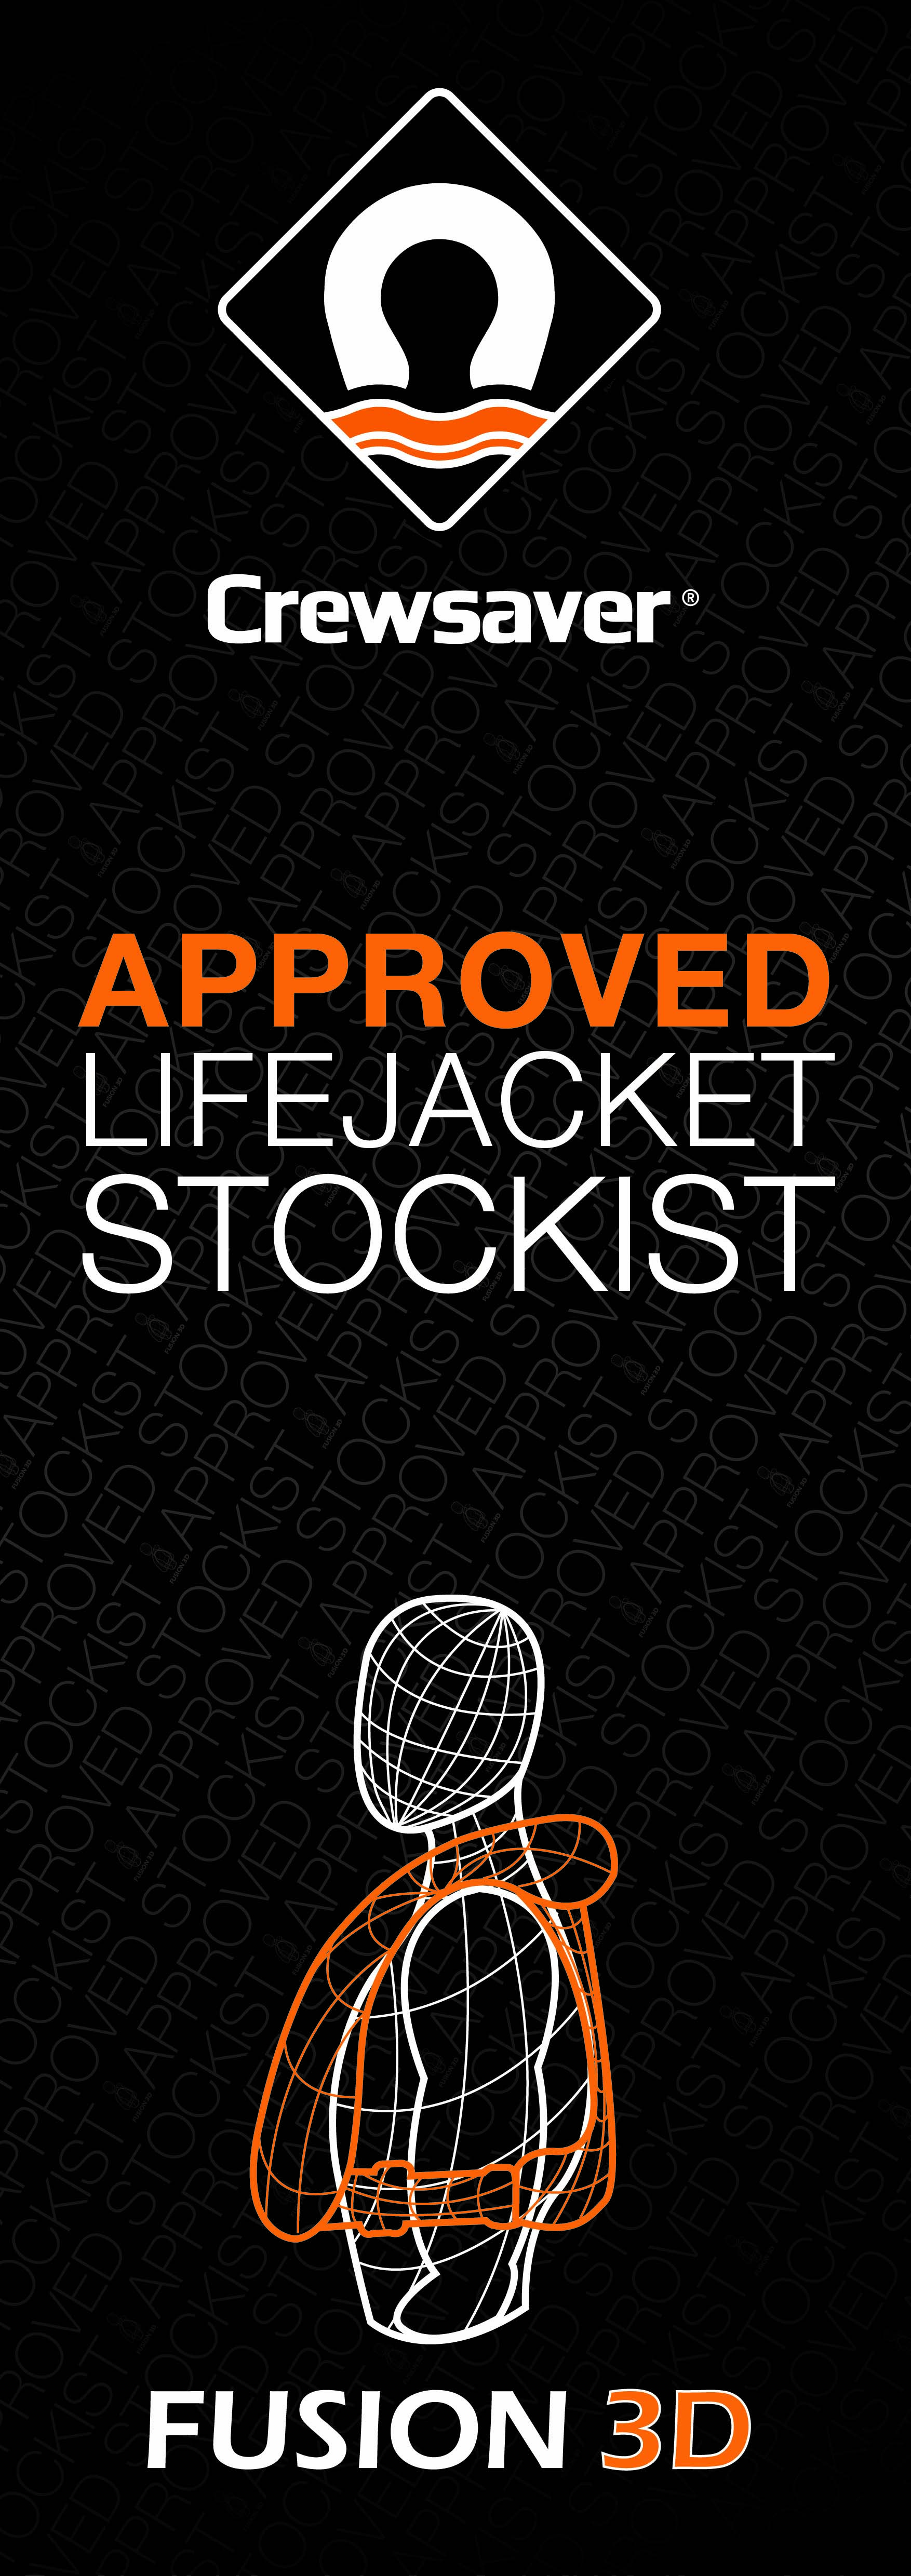 Crewsaver®
APPROVED
LIFEJACKET
STOCKIST
FUSION 3D